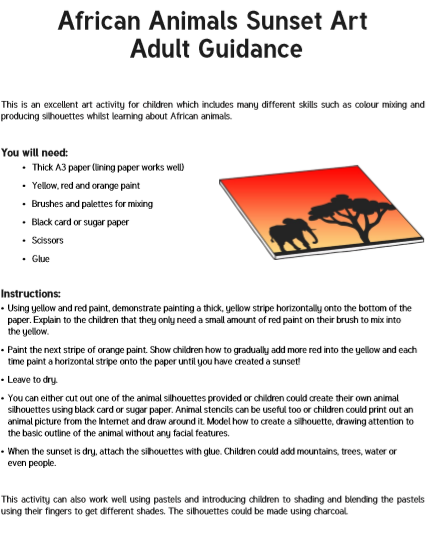 African Animals Sunset Art
Adult Guidance
This is an excellent art activity for children which includes many different skills such as colour mixing and
producing silhouettes whilst learning about African animals.
You will need:
• Thick A3 paper (lining paper works well)
• Yellow, red and orange paint
• Brushes and palettes for mixing
• Black card or sugar paper
• Scissors
• Glue
Instructions:
• Using yellow and red paint, demonstrate painting a thick, yellow stripe horizontally onto the bottom of the
paper. Explain to the children that they only need a small amount of red paint on their brush to mix into
the yellow.
• Paint the next stripe of orange paint. Show children how to gradually add more red into the yellow and each
time paint a horizontal stripe onto the paper until you have created a sunset!
• Leave to dry.
• You can either cut out one of the animal silhouettes provided or children could create their own animal
silhouettes using black card or sugar paper. Animal stencils can be useful too or children could print out an
animal picture from the Internet and draw around it. Model how to create a silhouette, drawing attention to
the basic outline of the animal without any facial features.
• When the sunset is dry, attach the silhouettes with glue. Children could add mountains, trees, water or
even people.
This activity can also work well using pastels and introducing children to shading and blending the pastels
using their fingers to get different shades. The silhouettes could be made using charcoal.